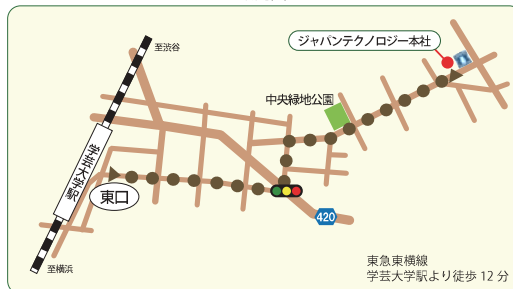 至渋谷
ジャパンテクノロジー本社
中央緑地公園
学芸大学駅
東口
420
至横浜
東急東横線
学芸大学駅より徒歩12分